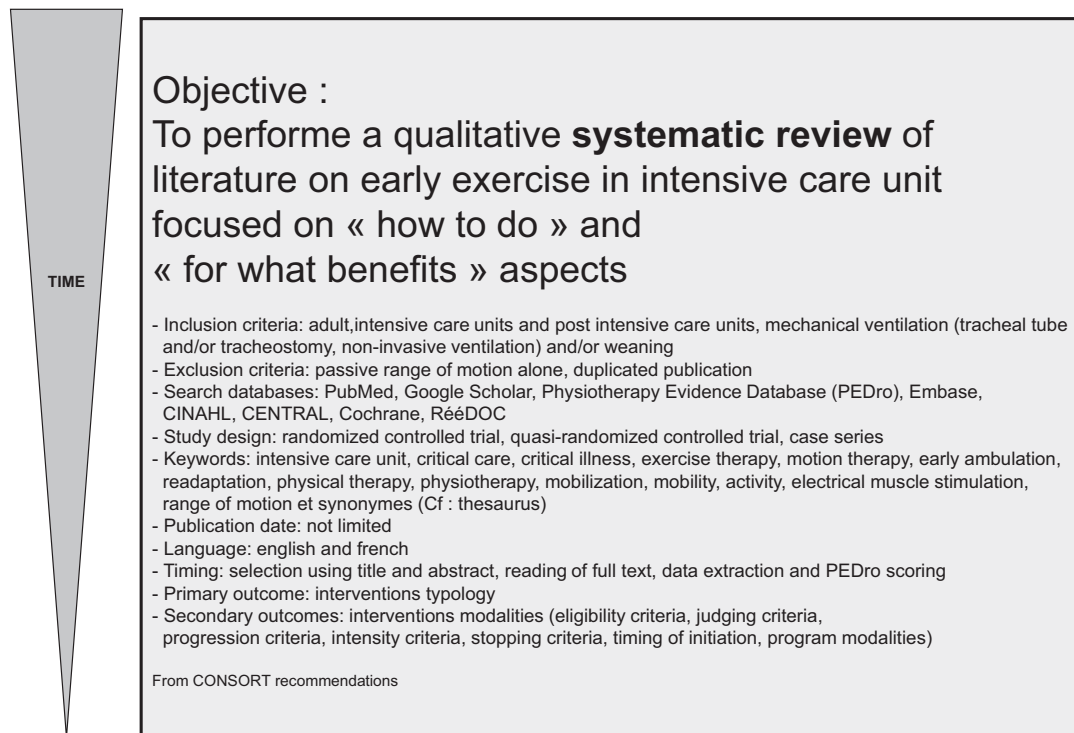 TIME
Objective :
To performe a qualitative systematic review of
literature on early exercise in intensive care unit
focused on « how to do » and
« for what benefits » aspects
- Inclusion criteria: adult,intensive care units and post intensive care units, mechanical ventilation (tracheal tube
and/or tracheostomy, non-invasive ventilation) and/or weaning
- Exclusion criteria: passive range of motion alone, duplicated publication
- Search databases: PubMed, Google Scholar, Physiotherapy Evidence Database (PEDro), Embase,
CINAHL, CENTRAL, Cochrane, RééDOC
- Study design: randomized controlled trial, quasi-randomized controlled trial, case series
- Keywords: intensive care unit, critical care, critical illness, exercise therapy, motion therapy, early ambulation,
readaptation, physical therapy, physiotherapy, mobilization, mobility, activity, electrical muscle stimulation,
range of motion et synonymes (Cf : thesaurus)
- Publication date: not limited
- Language: english and french
- Timing: selection using title and abstract, reading of full text, data extraction and PEDro scoring
- Primary outcome: interventions typology
- Secondary outcomes: interventions modalities (eligibility criteria, judging criteria,
progression criteria, intensity criteria, stopping criteria, timing of initiation, program modalities)
From CONSORT recommendations